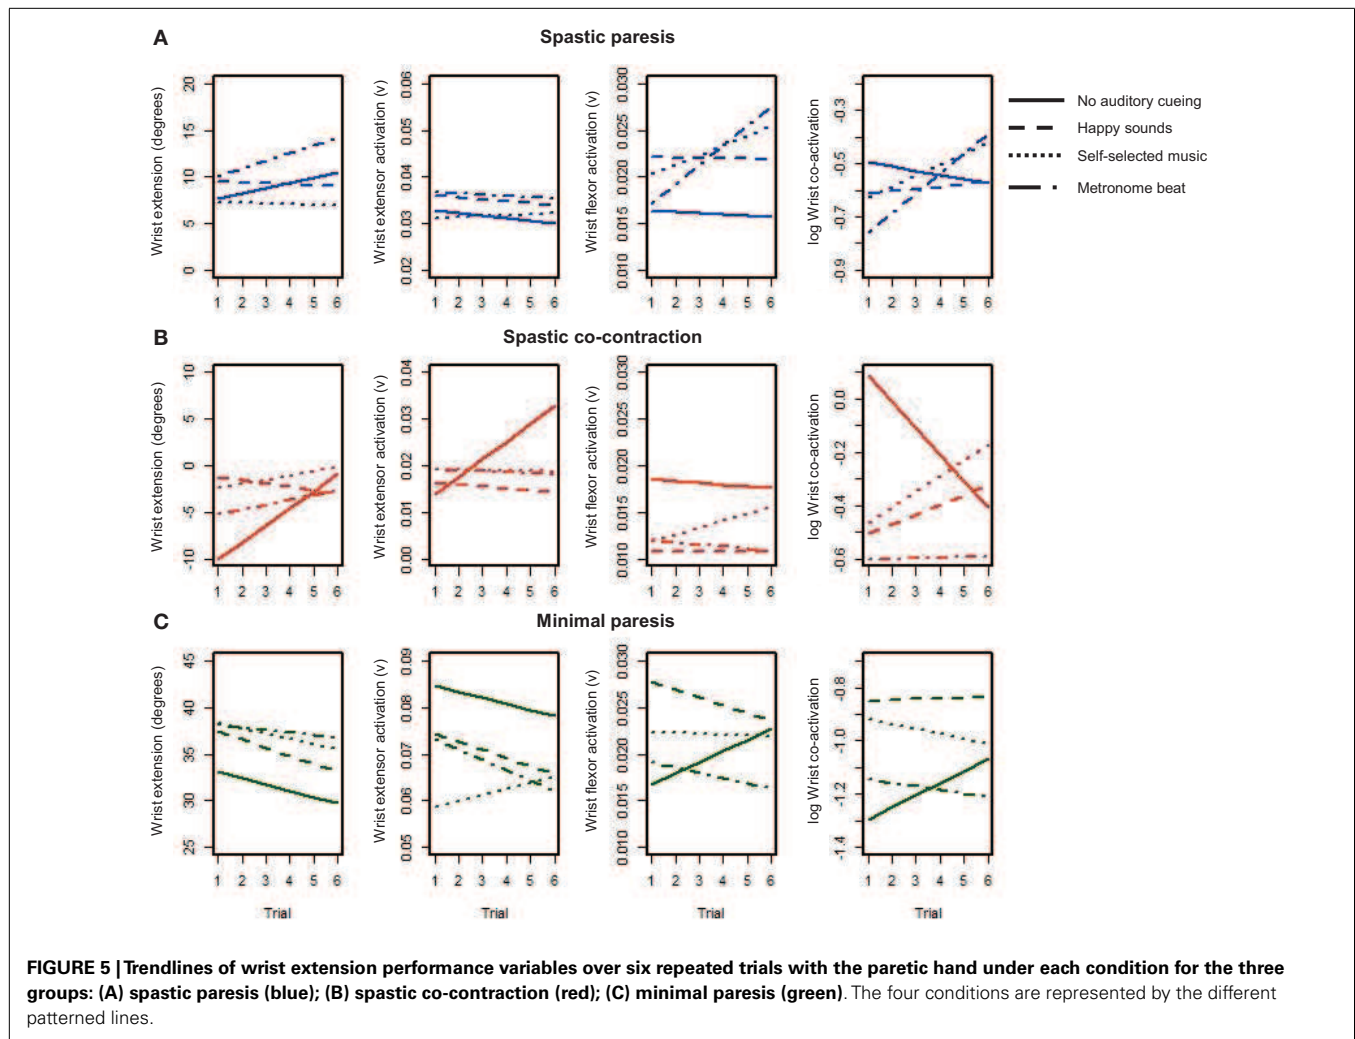 A Spastic paresis
Wrist extension (degrees)
0 5 10 15 20
1 2 3 4 5 6
Wrist extensor activation (v)
0.02 0.03 0.04 0.05 0.06
1 2 3 4 5 6
Wrist flexor activation (v)
0.010 0.015 0.020 0.025 0.030
1 2 3 4 5 6
log Wrist co-activation
-0.9 -0.7 -0.5 -0.3
1 2 3 4 5 6
No auditory cueing
Happy sounds
Self-selected music
Metronome beat
B Spastic co-contraction
Wrist extension (degrees)
-10 -5 0 5 10
1 2 3 4 5 6
Wrist extensor activation (v)
0.00 0.01 0.02 0.03 0.04
1 2 3 4 5 6
Wrist flexor activation (v)
0.010 0.015 0.020 0.025 0.030
1 2 3 4 5 6
log Wrist co-activation
-0.6 -0.4 -0.2 0.0
1 2 3 4 5 6
C Minimal paresis
Wrist extension (degrees)
25 30 35 40 45
1 2 3 4 5 6
Trial
Wrist extensor activation (v)
0.05 0.06 0.07 0.08 0.09
1 2 3 4 5 6
Trial
Wrist flexor activation (v)
0.010 0.015 0.020 0.025 0.030
1 2 3 4 5 6
Trial
log Wrist co-activation
-1.4 -1.2 -1.0 -0.8
1 2 3 4 5 6
Trial
FIGURE 5 | Trendlines of wrist extension performance variables over six repeated trials with the paretic hand under each condition for the three
groups: (A) spastic paresis (blue); (B) spastic co-contraction (red); (C) minimal paresis (green). The four conditions are represented by the different
patterned lines.